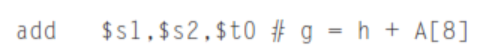 add $s1,$s2,$t0 # g = h + A[8]